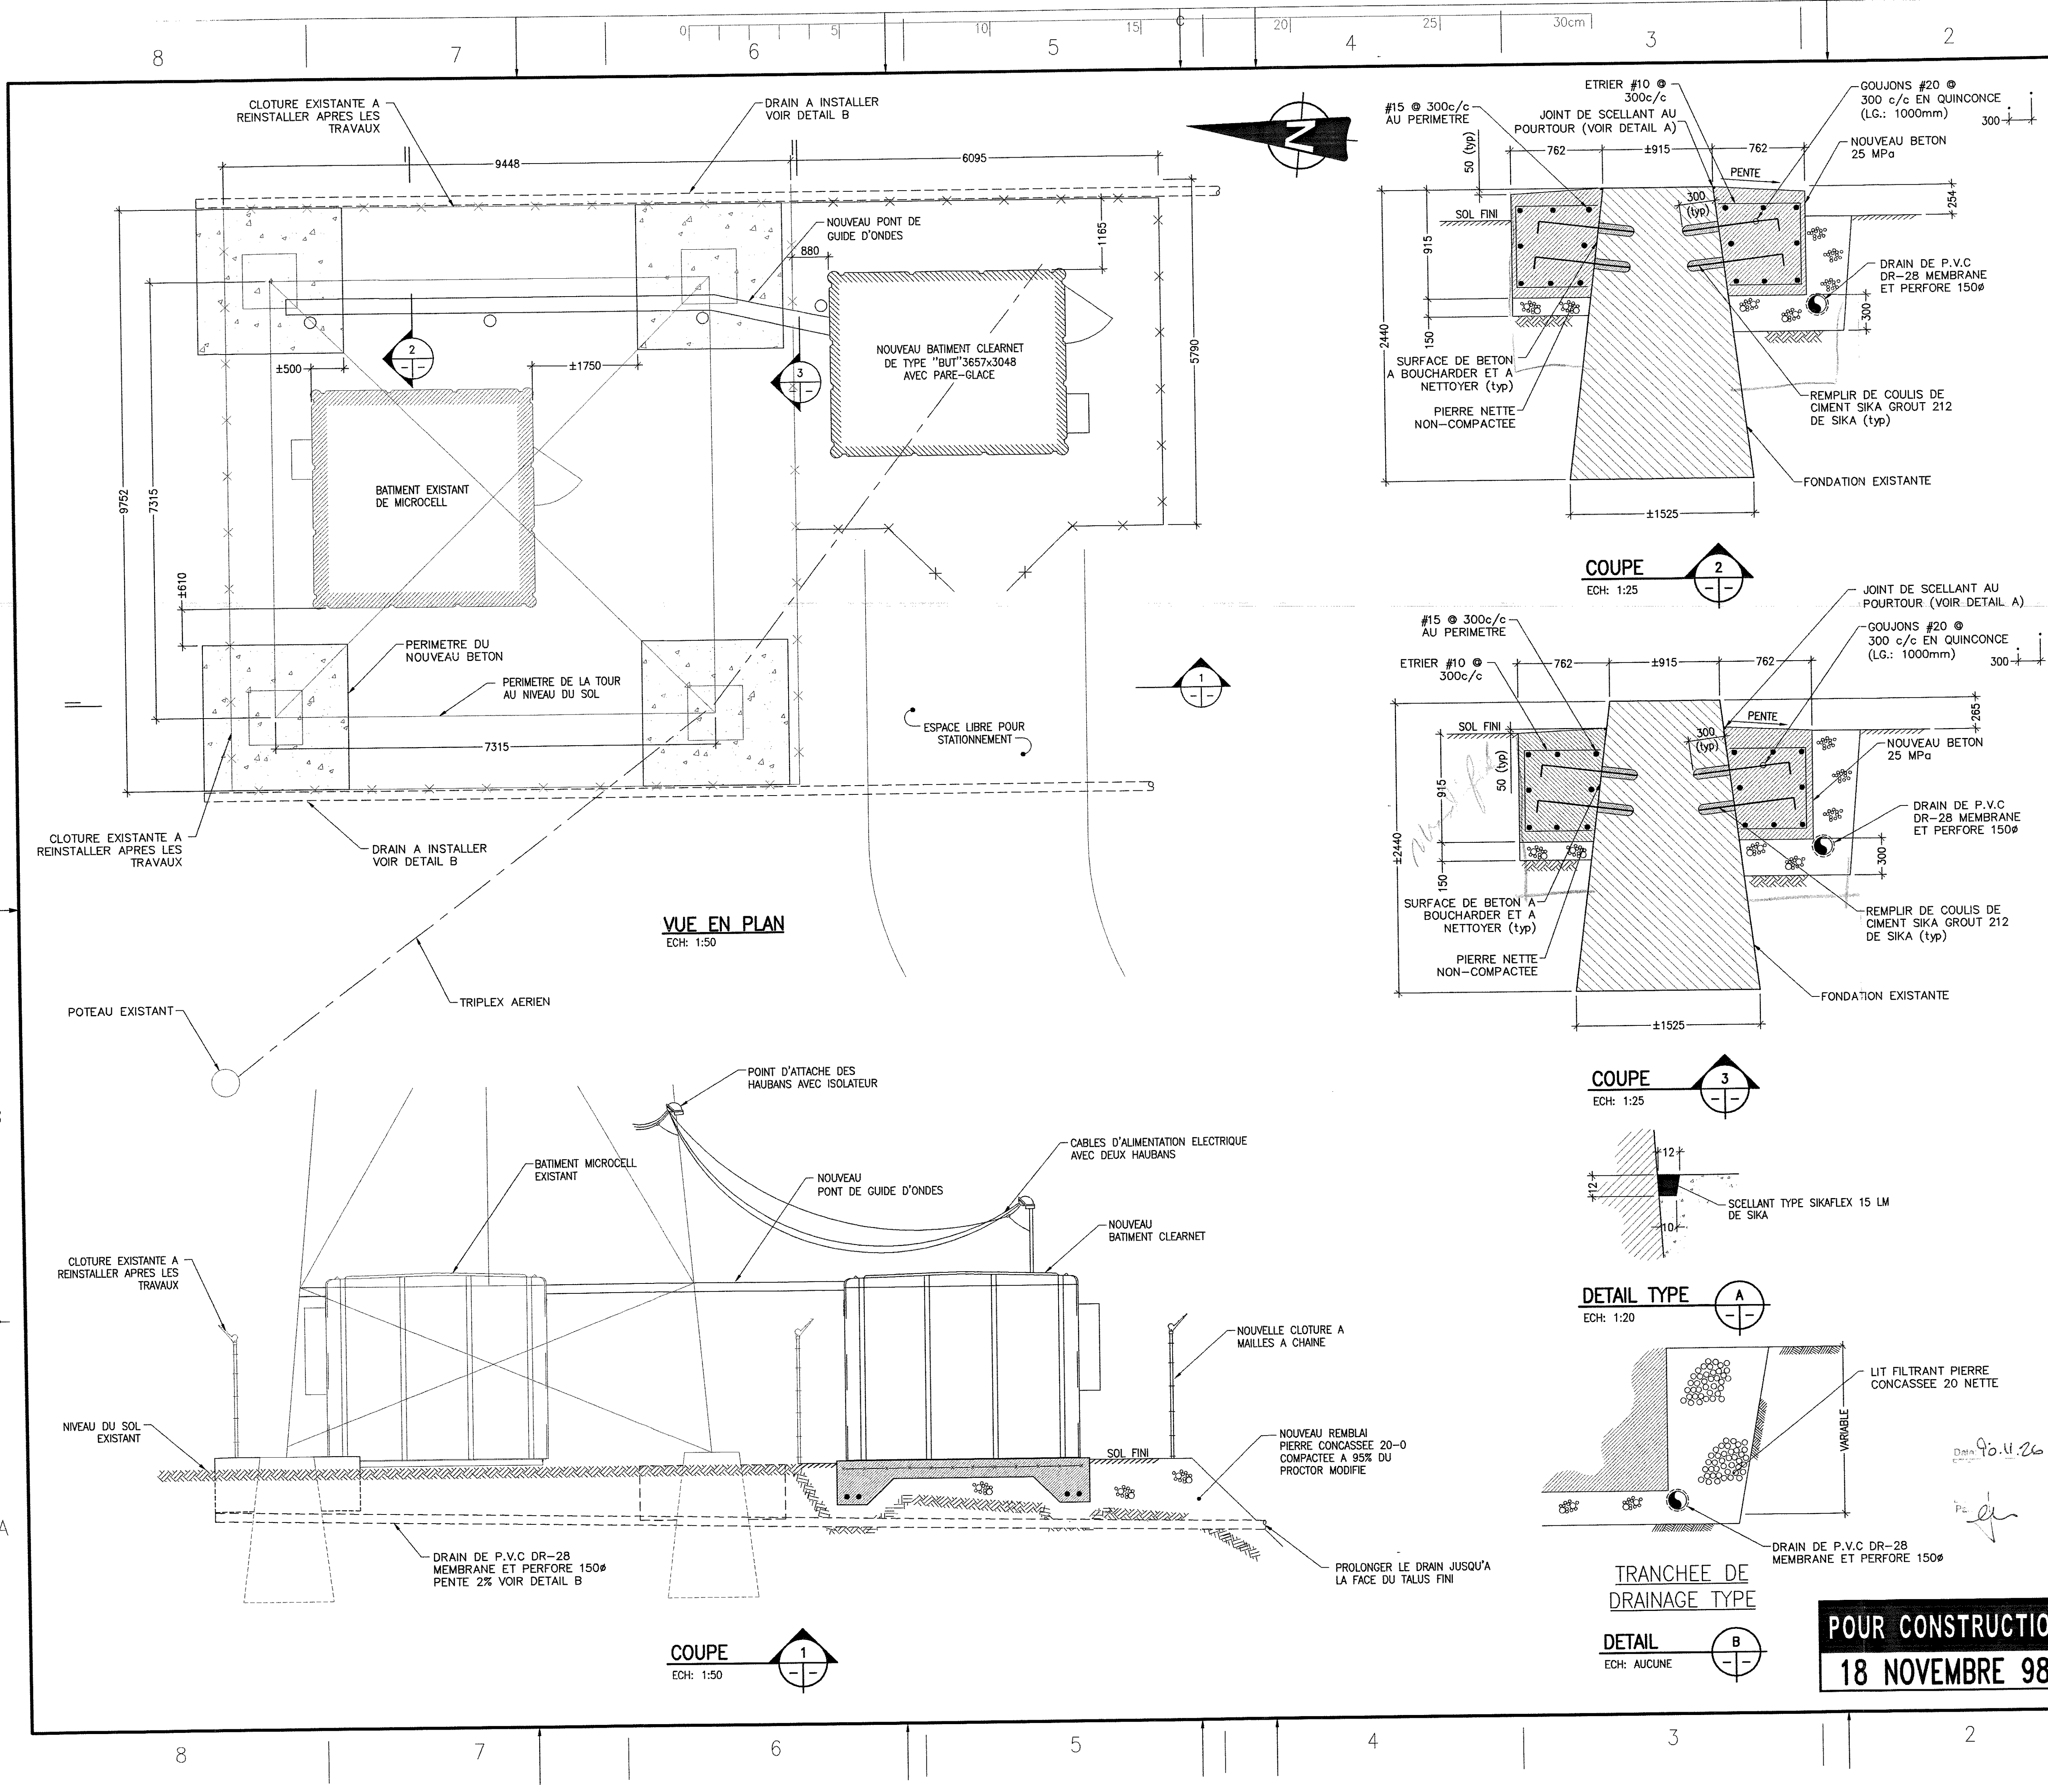 0 5 10 15 C 20 25 30cm
8 7 6 5 4 3 2
CLOTURE EXISTANTE A
REINSTALLER APRES LES
TRAVAUX
DRAIN A INSTALLER
VOIR DETAIL B
N
9448
6095
NOUVEAU PONT DE
GUIDE D'ONDES
880
1165
±500
2
±1750
3
NOUVEAU BATIMENT CLEARNET
DE TYPE "BUT"3657x3048
AVEC PARE-GLACE
5790
9752
7315
BATIMENT EXISTANT
DE MICROCELL
±610
PERIMETRE DU
NOUVEAU BETON
PERIMETRE DE LA TOUR
AU NIVEAU DU SOL
7315
1
ESPACE LIBRE POUR
STATIONNEMENT
CLOTURE EXISTANTE A
REINSTALLER APRES LES
TRAVAUX
DRAIN A INSTALLER
VOIR DETAIL B
VUE EN PLAN
ECH: 1:50
TRIPLEX AERIEN
POTEAU EXISTANT
ETRIER #10 @
300c/c
#15 @ 300c/c
AU PERIMETRE
JOINT DE SCELLANT AU
POURTOUR (VOIR DETAIL A)
GOUJONS #20 @
300 c/c EN QUINCONCE
(LG.: 1000mm)
300
NOUVEAU BETON
25 MPa
50 (typ)
762
±915
762
PENTE
254
SOL FINI
300
(typ)
915
2440
150
300
DRAIN DE P.V.C
DR-28 MEMBRANE
ET PERFORE 150ø
SURFACE DE BETON
A BOUCHARDER ET A
NETTOYER (typ)
PIERRE NETTE
NON-COMPACTEE
REMPLIR DE COULIS DE
CIMENT SIKA GROUT 212
DE SIKA (typ)
FONDATION EXISTANTE
±1525
COUPE 2
ECH: 1:25
JOINT DE SCELLANT AU
POURTOUR (VOIR DETAIL A)
#15 @ 300c/c
AU PERIMETRE
GOUJONS #20 @
300 c/c EN QUINCONCE
(LG.: 1000mm)
300
ETRIER #10 @
300c/c
762
±915
762
265
SOL FINI
PENTE
300
(typ)
50 (typ)
NOUVEAU BETON
25 MPa
915
±2440
150
300
DRAIN DE P.V.C
DR-28 MEMBRANE
ET PERFORE 150ø
SURFACE DE BETON A
BOUCHARDER ET A
NETTOYER (typ)
PIERRE NETTE
NON-COMPACTEE
REMPLIR DE COULIS DE
CIMENT SIKA GROUT 212
DE SIKA (typ)
FONDATION EXISTANTE
±1525
COUPE 3
ECH: 1:25
12
12
10
SCELLANT TYPE SIKAFLEX 15 LM
DE SIKA
DETAIL TYPE A
ECH: 1:20
LIT FILTRANT PIERRE
CONCASSEE 20 NETTE
VARIABLE
DRAIN DE P.V.C DR-28
MEMBRANE ET PERFORE 150ø
TRANCHEE DE
DRAINAGE TYPE
DETAIL B
ECH: AUCUNE
POINT D'ATTACHE DES
HAUBANS AVEC ISOLATEUR
CABLES D'ALIMENTATION ELECTRIQUE
AVEC DEUX HAUBANS
BATIMENT MICROCELL
EXISTANT
NOUVEAU
PONT DE GUIDE D'ONDES
NOUVEAU
BATIMENT CLEARNET
CLOTURE EXISTANTE A
REINSTALLER APRES LES
TRAVAUX
NOUVELLE CLOTURE A
MAILLES A CHAINE
NIVEAU DU SOL
EXISTANT
SOL FINI
NOUVEAU REMBLAI
PIERRE CONCASSEE 20-0
COMPACTEE A 95% DU
PROCTOR MODIFIE
DRAIN DE P.V.C DR-28
MEMBRANE ET PERFORE 150ø
PENTE 2% VOIR DETAIL B
PROLONGER LE DRAIN JUSQU'A
LA FACE DU TALUS FINI
COUPE 1
ECH: 1:50
POUR CONSTRUCTIO
18 NOVEMBRE 98
A
8 7 6 5 4 3 2